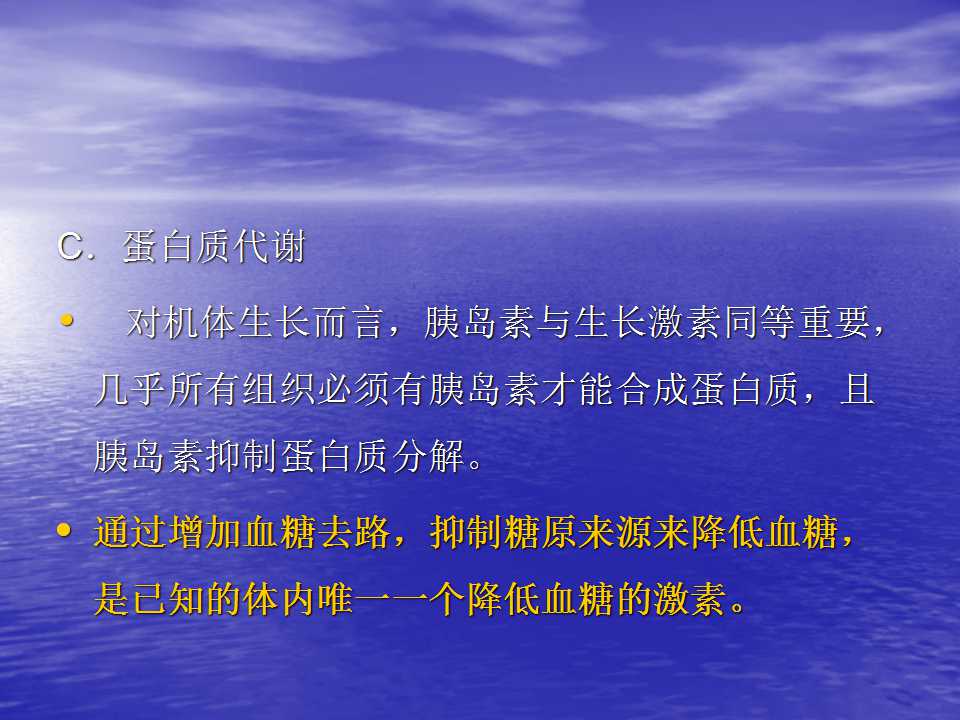 C．蛋白质代谢
• 对机体生长而言，胰岛素与生长激素同等重要，
几乎所有组织必须有胰岛素才能合成蛋白质，且
胰岛素抑制蛋白质分解。
• 通过增加血糖去路，抑制糖原来源来降低血糖，
是已知的体内唯一一个降低血糖的激素。